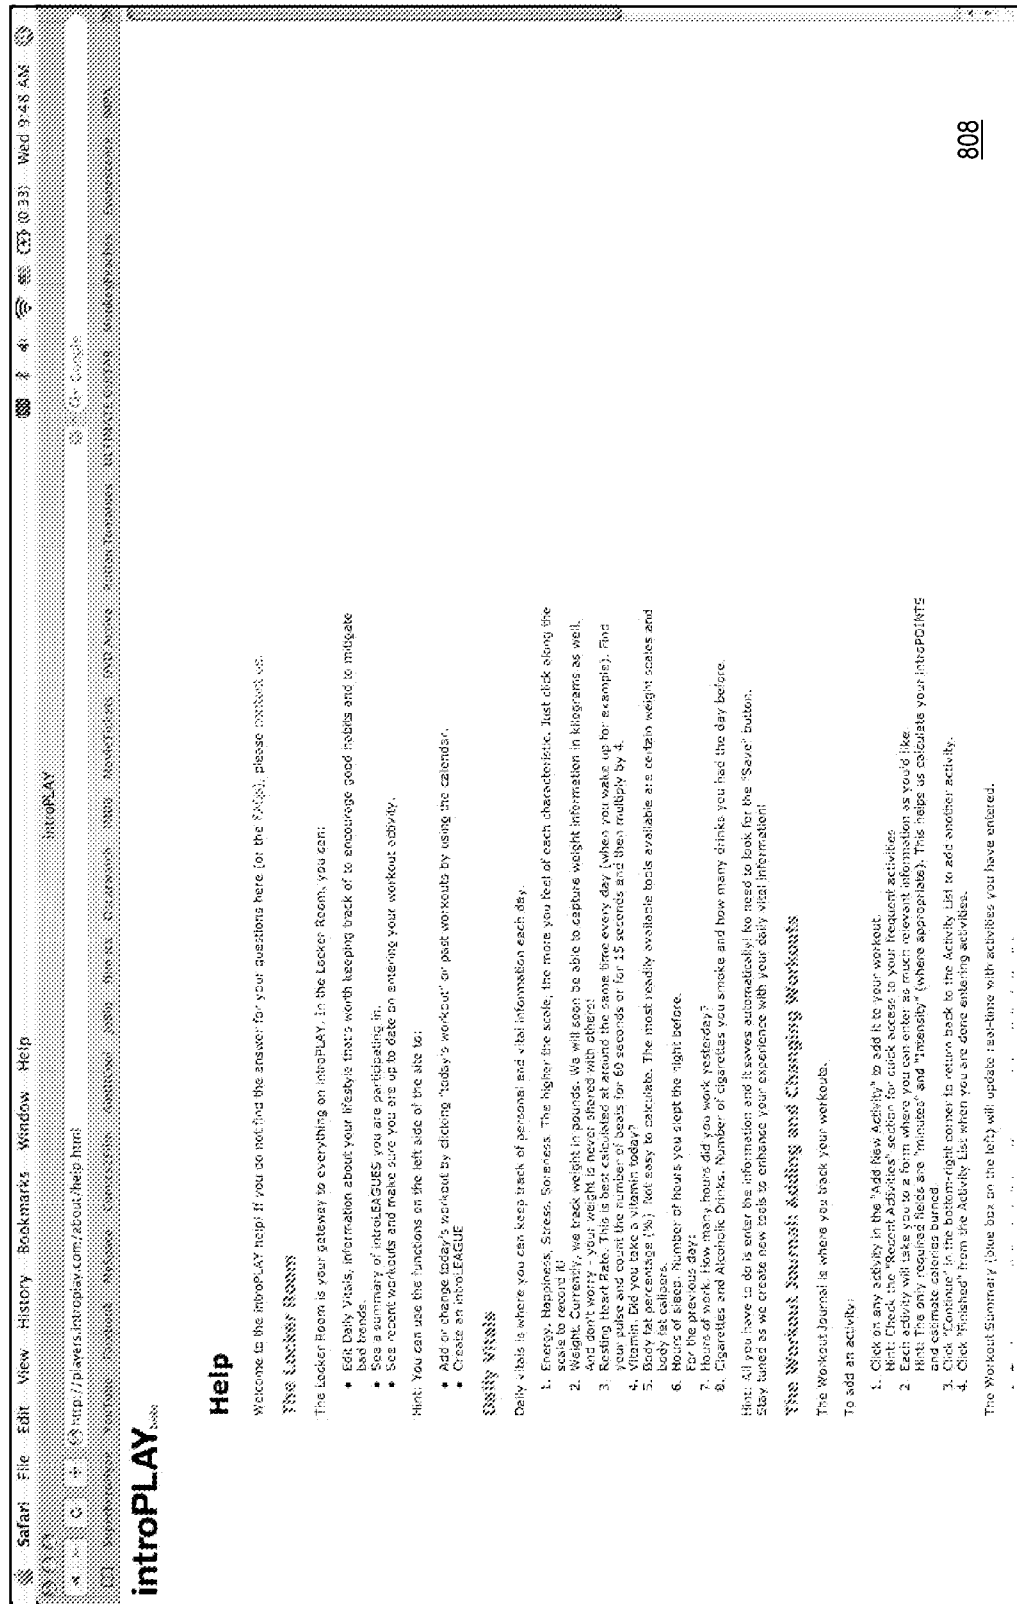 Safari File Edit View History Bookmarks Window Help (0:33) Wed 9:48 AM
introPLAY
http://players.introplay.com/about/help.html Google
introPLAY beta
Help
Welcome to the introPLAY help! If you do not find the answer for your questions here (or the FAQs), please contact us.
The Locker Room
The Locker Room is your gateway to everything on introPLAY. In the Locker Room, you can:
• Edit Daily Vitals, information about your lifestyle that's worth keeping track of to encourage good habits and to mitigate
bad trends.
• See a summary of introLEAGUES you are participating in.
• See recent workouts and make sure you are up to date on entering your workout activity.
Hint: You can use the functions on the left side of the site to:
• Add or change today's workout by clicking "today's workout" or past workouts by using the calendar.
• Create an introLEAGUE
Daily Vitals
Daily vitals is where you can keep track of personal and vital information each day.
1. Energy, Happiness, Stress, Soreness. The higher the scale, the more you feel of each characteristic. Just click along the
scale to record it!
2. Weight. Currently, we track weight in pounds. We will soon be able to capture weight information in kilograms as well.
And don't worry - your weight is never shared with others!
3. Resting Heart Rate. This is best calculated at around the same time every day (when you wake up for example). Find
your pulse and count the number of beats for 60 seconds or for 15 seconds and then multiply by 4.
4. Vitamin. Did you take a vitamin today?
5. Body fat percentage (%). Not easy to calculate. The most readily available tools available are certain weight scales and
body fat calipers.
6. Hours of sleep. Number of hours you slept the night before.
For the previous day:
7. Hours of work. How many hours did you work yesterday?
8. Cigarettes and Alcoholic Drinks. Number of cigarettes you smoke and how many drinks you had the day before.
Hint: All you have to do is enter the information and it saves automatically! No need to look for the "Save" button.
Stay tuned as we create new tools to enhance your experience with your daily vital information!
The Workout Journal: Adding and Changing Workouts
The Workout Journal is where you track your workouts.
To add an activity:
1. Click on any activity in the "Add New Activity" to add it to your workout.
Hint: Check the "Recent Activities" section for quick access to your frequent activities
2. Each activity will take you to a form where you can enter as much relevant information as you'd like.
Hint: The only required fields are "minutes" and "Intensity" (where appropriate). This helps us calculate your introPOINTS
and estimate calories burned.
3. Click "Continue" in the bottom-right corner to return back to the Activity List to add another activity.
4. Click "Finished" from the Activity List when you are done entering activities.
The Workout Summary (blue box on the left) will update real-time with activities you have entered.
808